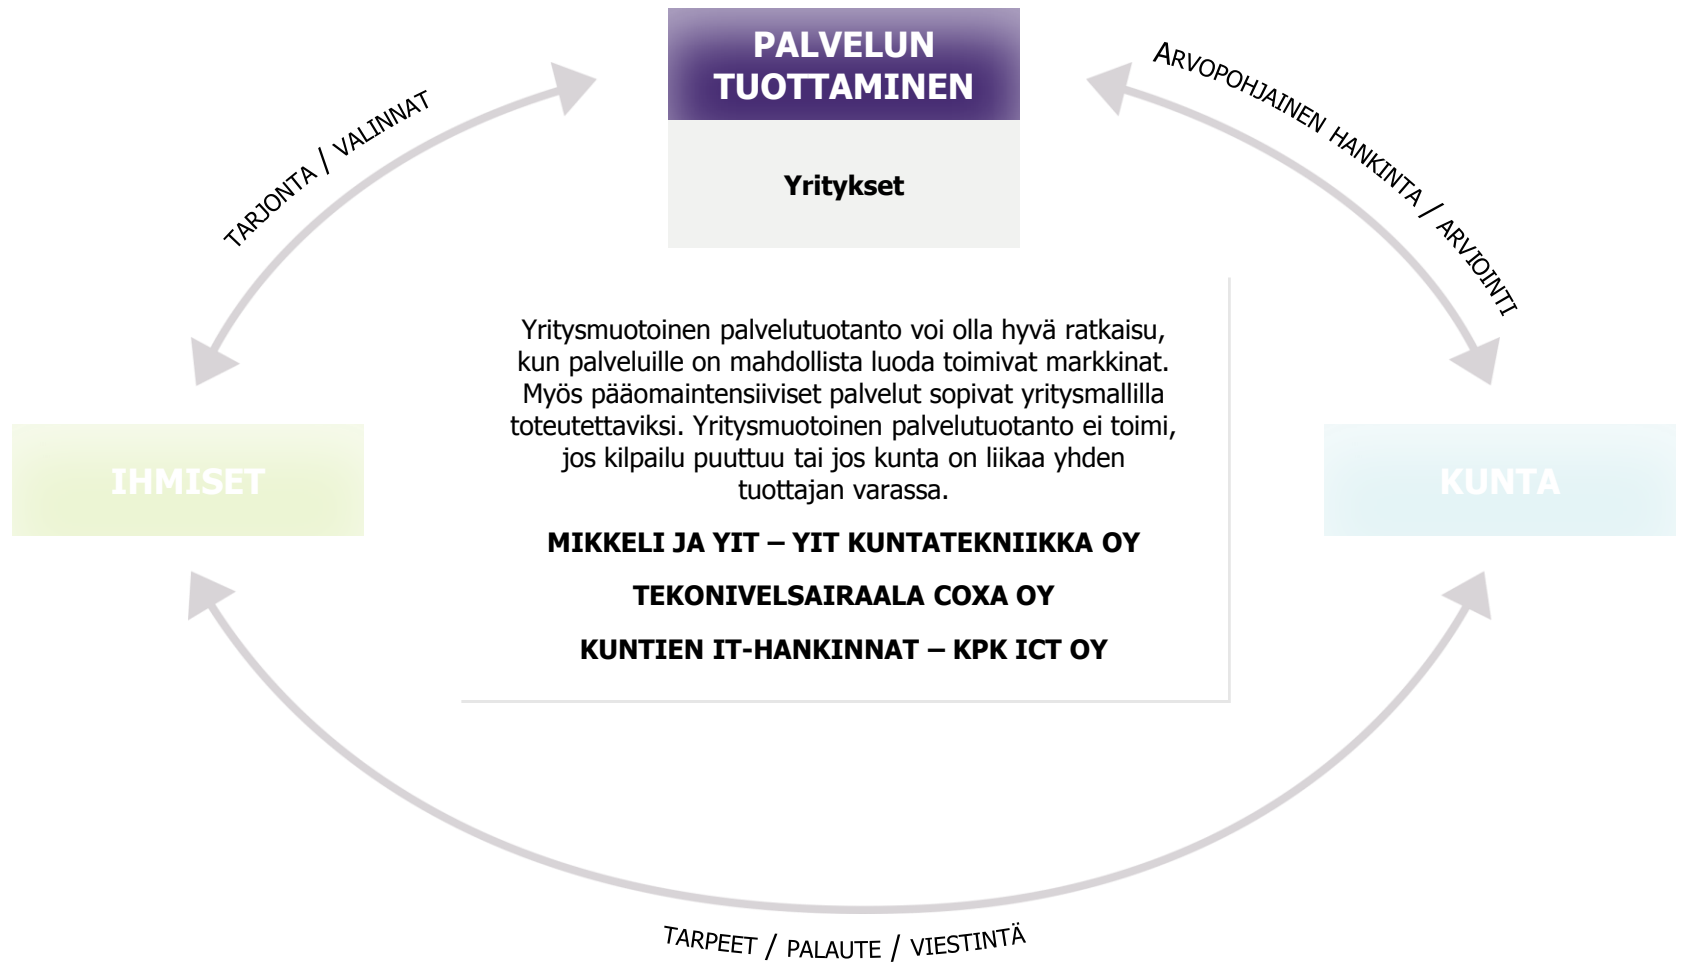 PALVELUN
TUOTTAMINEN
Yritykset
TARJONTA / VALINNAT
ARVOPOHJAINEN HANKINTA / ARVIOINTI
Yritysmuotoinen palvelutuotanto voi olla hyvä ratkaisu,
kun palveluille on mahdollista luoda toimivat markkinat.
Myös pääomaintensiiviset palvelut sopivat yritysmallilla
toteutettaviksi. Yritysmuotoinen palvelutuotanto ei toimi,
jos kilpailu puuttuu tai jos kunta on liikaa yhden
tuottajan varassa.
MIKKELI JA YIT – YIT KUNTATEKNIIKKA OY
TEKONIVELSAIRAALA COXA OY
KUNTIEN IT-HANKINNAT – KPK ICT OY
IHMISET
KUNTA
TARPEET / PALAUTE / VIESTINTÄ